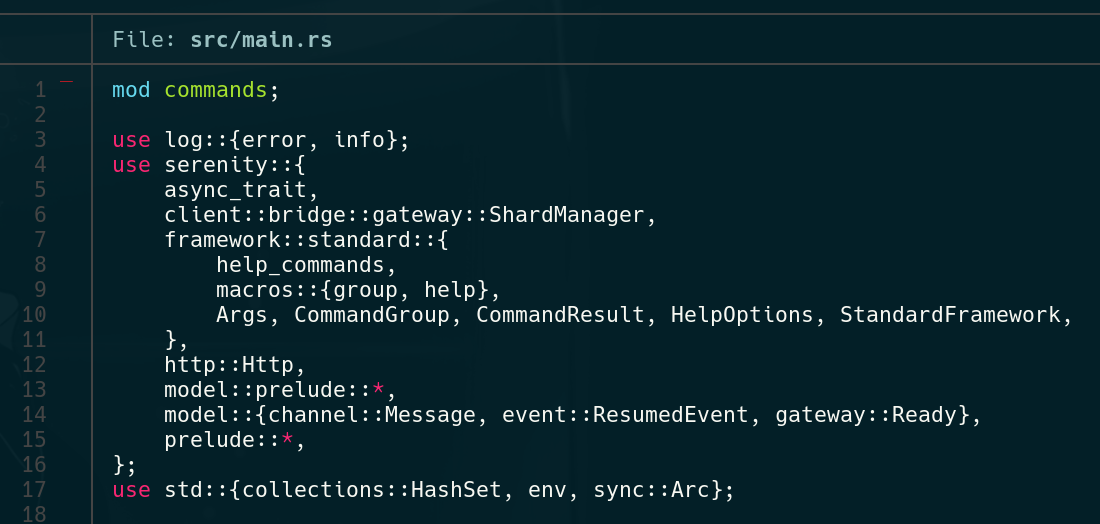 File: src/main.rs
1 mod commands;
2
3 use log::{error, info};
4 use serenity::{
5     async_trait,
6     client::bridge::gateway::ShardManager,
7     framework::standard::{
8         help_commands,
9         macros::{group, help},
10         Args, CommandGroup, CommandResult, HelpOptions, StandardFramework,
11     },
12     http::Http,
13     model::prelude::*,
14     model::{channel::Message, event::ResumedEvent, gateway::Ready},
15     prelude::*,
16 };
17 use std::{collections::HashSet, env, sync::Arc};
18